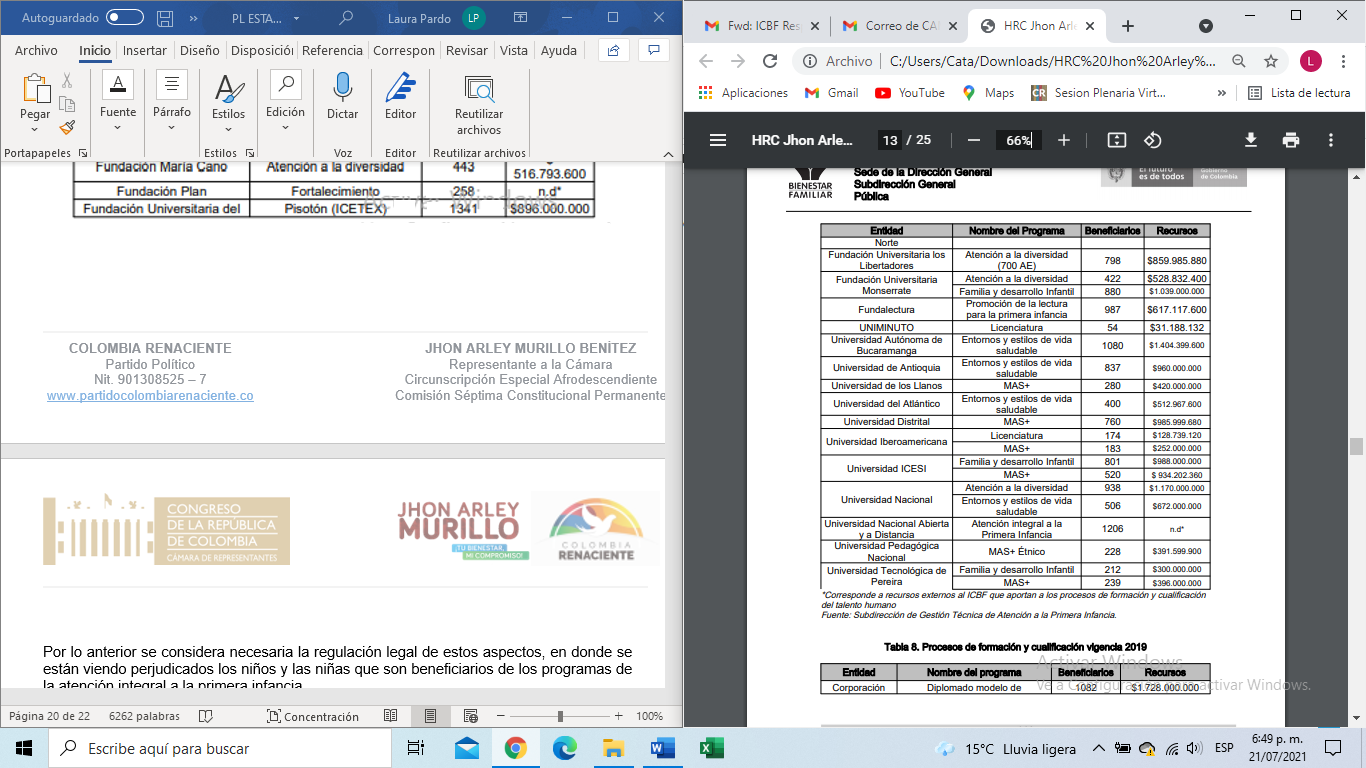 Autoguardado
PL ESTA...
Laura Pardo
LP
Archivo Inicio Insertar Diseño Disposició Referencia Correspon Revisar Vista Ayuda
Pegar
Fuente
Párrafo
Estilos
Edición
Dictar
Editor
Reutilizar
archivos
Portapapeles
Estilos
Voz
Editor
Reutilizar archivos
Fundación María Cano Atención a la diversidad 443 516.793.600
Fundación Plan Fortalecimiento 258 n.d*
Fundación Universitaria del Pisotón (ICETEX) 1341 $896.000.000
COLOMBIA RENACIENTE
Partido Político
Nit. 901308525 – 7
www.partidocolombiarenaciente.co
JHON ARLEY MURILLO BENÍTEZ
Representante a la Cámara
Circunscripción Especial Afrodescendiente
Comisión Séptima Constitucional Permanente
CONGRESO
DE LA REPÚBLICA
DE COLOMBIA
CÁMARA DE REPRESENTANTES
JHON ARLEY
MURILLO
¡TU BIENESTAR,
MI COMPROMISO!
COLOMBIA
RENACIENTE
Por lo anterior se considera necesaria la regulación legal de estos aspectos, en donde se
están viendo perjudicados los niños y las niñas que son beneficiarios de los programas de
la atención integral a la primera infancia
Página 20 de 22 6262 palabras Concentración 100%
Fwd: ICBF Res
Correo de CA
HRC Jhon Arle
Archivo
C:/Users/Cata/Downloads/HRC%20Jhon%20Arley%...
L
Aplicaciones Gmail YouTube Maps CR Sesion Plenaria Virt... » Lista de lectura
HRC Jhon Arle... 13 / 25 66%
BIENESTAR
FAMILIAR
Sede de la Dirección General
Subdirección General
Pública
El futuro
es de todos
Gobierno
de Colombia
Entidad Nombre del Programa Beneficiarios Recursos
Norte
Fundación Universitaria los
Libertadores
Atención a la diversidad
(700 AE)
798 $859.985.880
Fundación Universitaria
Monserrate
Atención a la diversidad 422 $528.832.400
Familia y desarrollo Infantil 880 $1.039.000.000
Fundalectura
Promoción de la lectura
para la primera infancia
987 $617.117.600
UNIMINUTO Licenciatura 54 $31.188.132
Universidad Autónoma de
Bucaramanga
Entornos y estilos de vida
saludable
1080 $1.404.399.600
Universidad de Antioquia
Entornos y estilos de vida
saludable
837 $960.000.000
Universidad de los Llanos MAS+ 280 $420.000.000
Universidad del Atlántico
Entornos y estilos de vida
saludable
400 $512.967.600
Universidad Distrital MAS+ 760 $985.999.680
Universidad Iberoamericana
Licenciatura 174 $128.739.120
MAS+ 183 $252.000.000
Universidad ICESI
Familia y desarrollo Infantil 801 $988.000.000
MAS+ 520 $ 934.202.360
Universidad Nacional
Atención a la diversidad 938 $1.170.000.000
Entornos y estilos de vida
saludable
506 $672.000.000
Universidad Nacional Abierta
y a Distancia
Atención integral a la
Primera Infancia
1206 n.d*
Universidad Pedagógica
Nacional
MAS+ Étnico 228 $391.599.900
Universidad Tecnológica de
Pereira
Familia y desarrollo Infantil 212 $300.000.000
MAS+ 239 $396.000.000
*Corresponde a recursos externos al ICBF que aportan a los procesos de formación y cualificación
del talento humano
Fuente: Subdirección de Gestión Técnica de Atención a la Primera Infancia.
Tabla 8. Procesos de formación y cualificación vigencia 2019
Entidad Nombre del programa Beneficiarios Recursos
Corporación Diplomado modelo de 1082 $1.728.000.000
Activar Windows
Ve a Configuración para activar Windows.
Escribe aquí para buscar
15°C Lluvia ligera
ESP
6:49 p. m.
21/07/2021